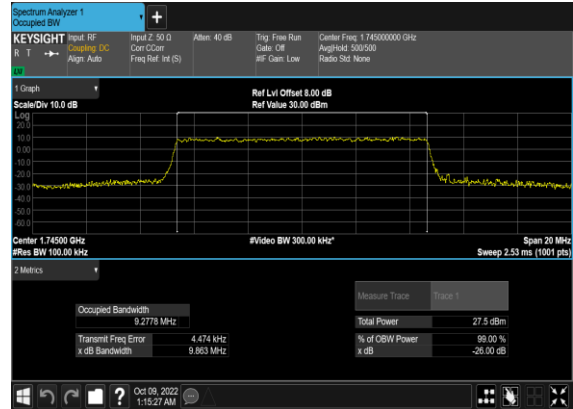 Spectrum Analyzer 1
Occupied BW
KEYSIGHT Input: RF Input Z: 50 Ω Atten: 40 dB Trig: Free Run Center Freq: 1.745000000 GHz
R T Coupling: DC Corr CCorr Gate: Off Avg|Hold: 500/500
Align: Auto Freq Ref: Int (S) #IF Gain: Low Radio Std: None
1 Graph Ref Lvl Offset 8.00 dB
Scale/Div 10.0 dB Ref Value 30.00 dBm
Log
20.0
10.0
0.00
-10.0
-20.0
-30.0
-40.0
-50.0
-60.0
Center 1.74500 GHz #Video BW 300.00 kHz* Span 20 MHz
#Res BW 100.00 kHz Sweep 2.53 ms (1001 pts)
2 Metrics
Measure Trace Trace 1
Occupied Bandwidth
9.2778 MHz Total Power 27.5 dBm
Transmit Freq Error 4.474 kHz % of OBW Power 99.00 %
x dB Bandwidth 9.863 MHz x dB -26.00 dB
? Oct 09, 2022
1:15:27 AM